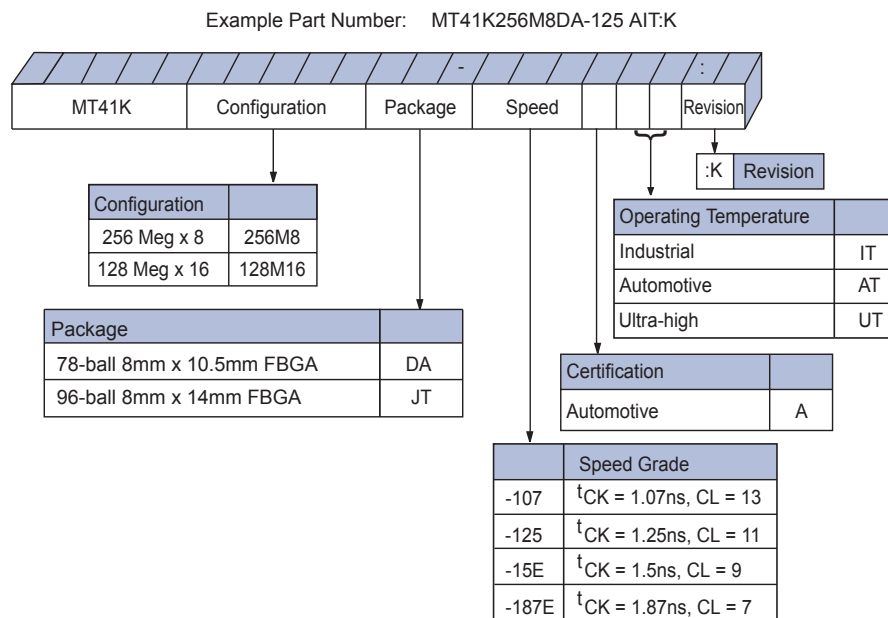 Example Part Number: MT41K256M8DA-125 AIT:K
- :
MT41K Configuration Package Speed Revision
:K Revision
Configuration
256 Meg x 8 256M8
128 Meg x 16 128M16
Operating Temperature
Industrial IT
Automotive AT
Ultra-high UT
Package
78-ball 8mm x 10.5mm FBGA DA
96-ball 8mm x 14mm FBGA JT
Certification
Automotive A
Speed Grade
-107 tCK = 1.07ns, CL = 13
-125 tCK = 1.25ns, CL = 11
-15E tCK = 1.5ns, CL = 9
-187E tCK = 1.87ns, CL = 7